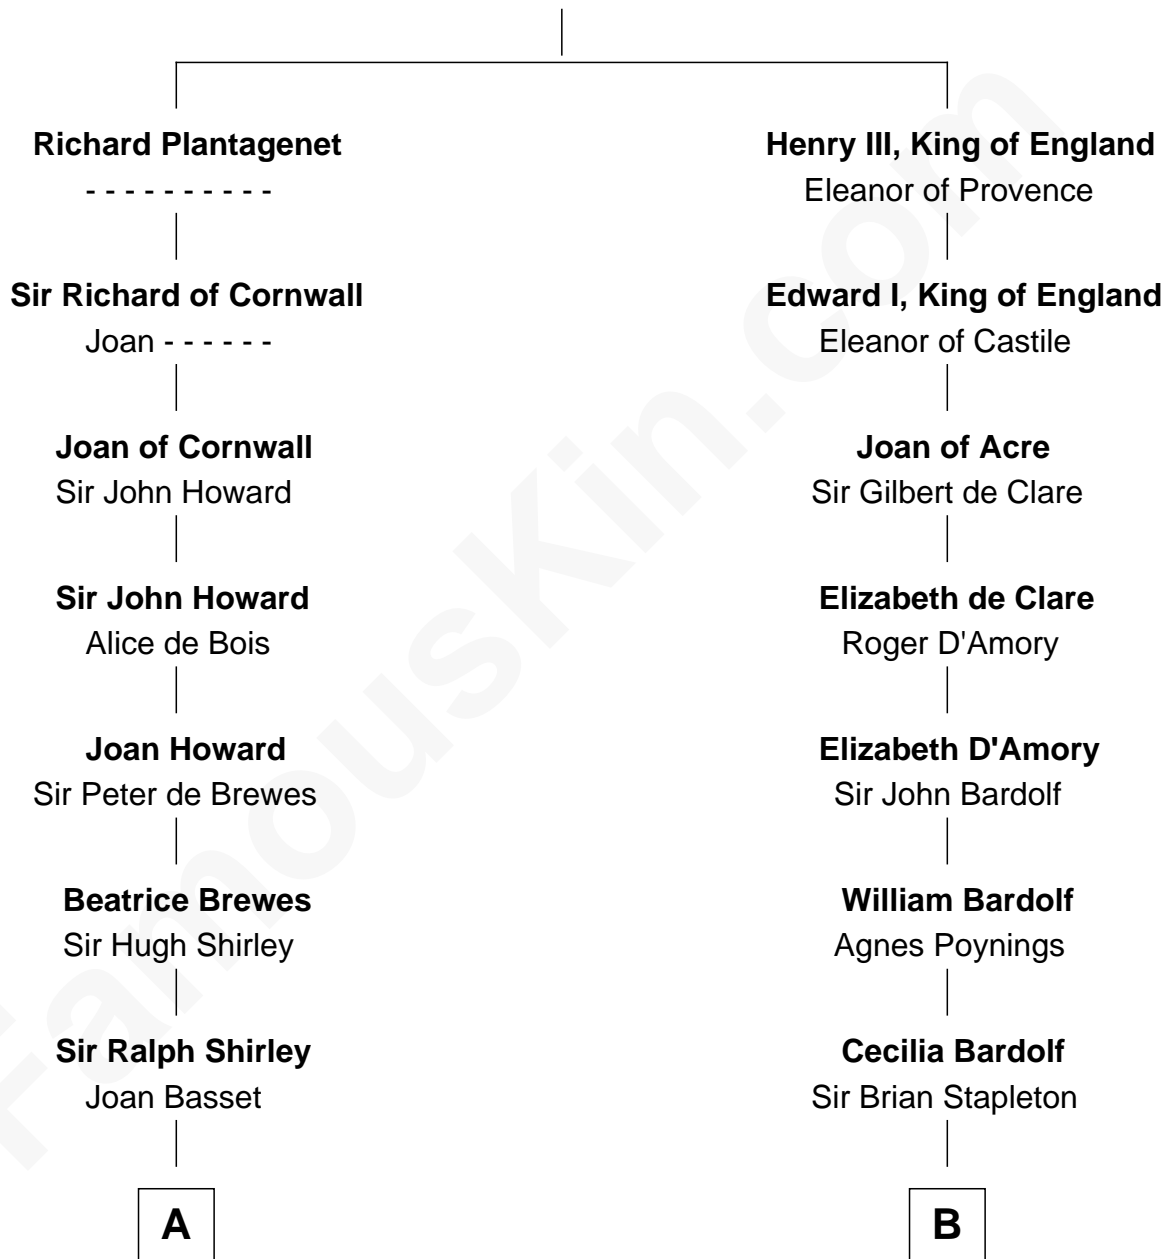 Richard Plantagenet
- - - - - - - - - -
Sir Richard of Cornwall
Joan - - - - - -
Joan of Cornwall
Sir John Howard
Sir John Howard
Alice de Bois
Joan Howard
Sir Peter de Brewes
Beatrice Brewes
Sir Hugh Shirley
Sir Ralph Shirley
Joan Basset
A
Henry III, King of England
Eleanor of Provence
Edward I, King of England
Eleanor of Castile
Joan of Acre
Sir Gilbert de Clare
Elizabeth de Clare
Roger D'Amory
Elizabeth D'Amory
Sir John Bardolf
William Bardolf
Agnes Poynings
Cecilia Bardolf
Sir Brian Stapleton
B
FamousKin.com